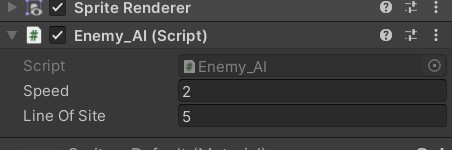 Sprite Renderer
Enemy_AI (Script)
Script Enemy_AI
Speed 2
Line Of Site 5